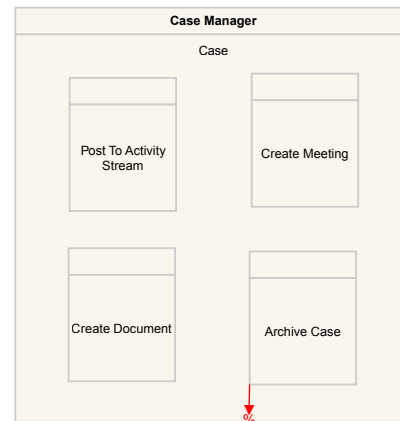 Case Manager
Case
Post To Activity
Stream
Create Meeting
Create Document
Archive Case
%